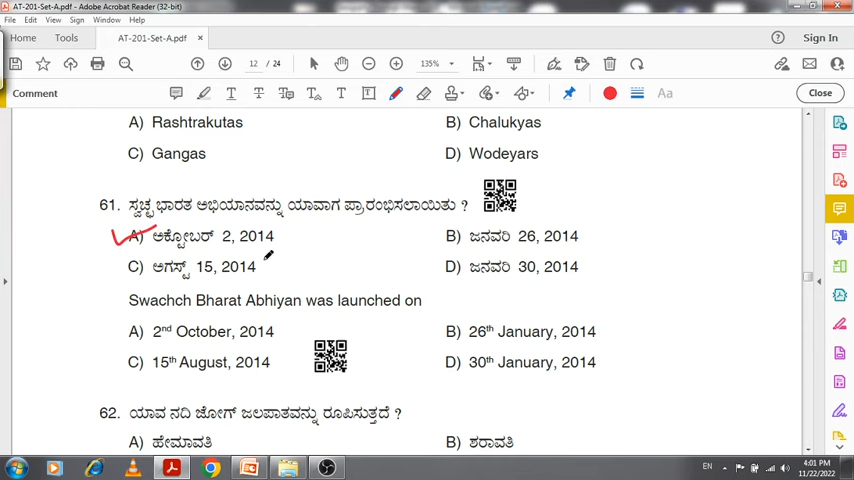 AT-201-Set-A.pdf - Adobe Acrobat Reader (32-bit)
File Edit View Sign Window Help
Home Tools AT-201-Set-A.pdf × Sign In
12 / 24 135%
Comment Aa Close
A) Rashtrakutas B) Chalukyas
C) Gangas D) Wodeyars
61. ಸ್ವಚ್ಛ ಭಾರತ ಅಭಿಯಾನವನ್ನು ಯಾವಾಗ ಪ್ರಾರಂಭಿಸಲಾಯಿತು ?
A) ಅಕ್ಟೋಬರ್ 2, 2014 B) ಜನವರಿ 26, 2014
C) ಅಗಸ್ಟ್ 15, 2014 D) ಜನವರಿ 30, 2014
Swachch Bharat Abhiyan was launched on
A) 2nd October, 2014 B) 26th January, 2014
C) 15th August, 2014 D) 30th January, 2014
62. ಯಾವ ನದಿ ಜೋಗ್ ಜಲಪಾತವನ್ನು ರೂಪಿಸುತ್ತದೆ ?
A) ಹೇಮಾವತಿ B) ಶರಾವತಿ
EN 4:01 PM
11/22/2022